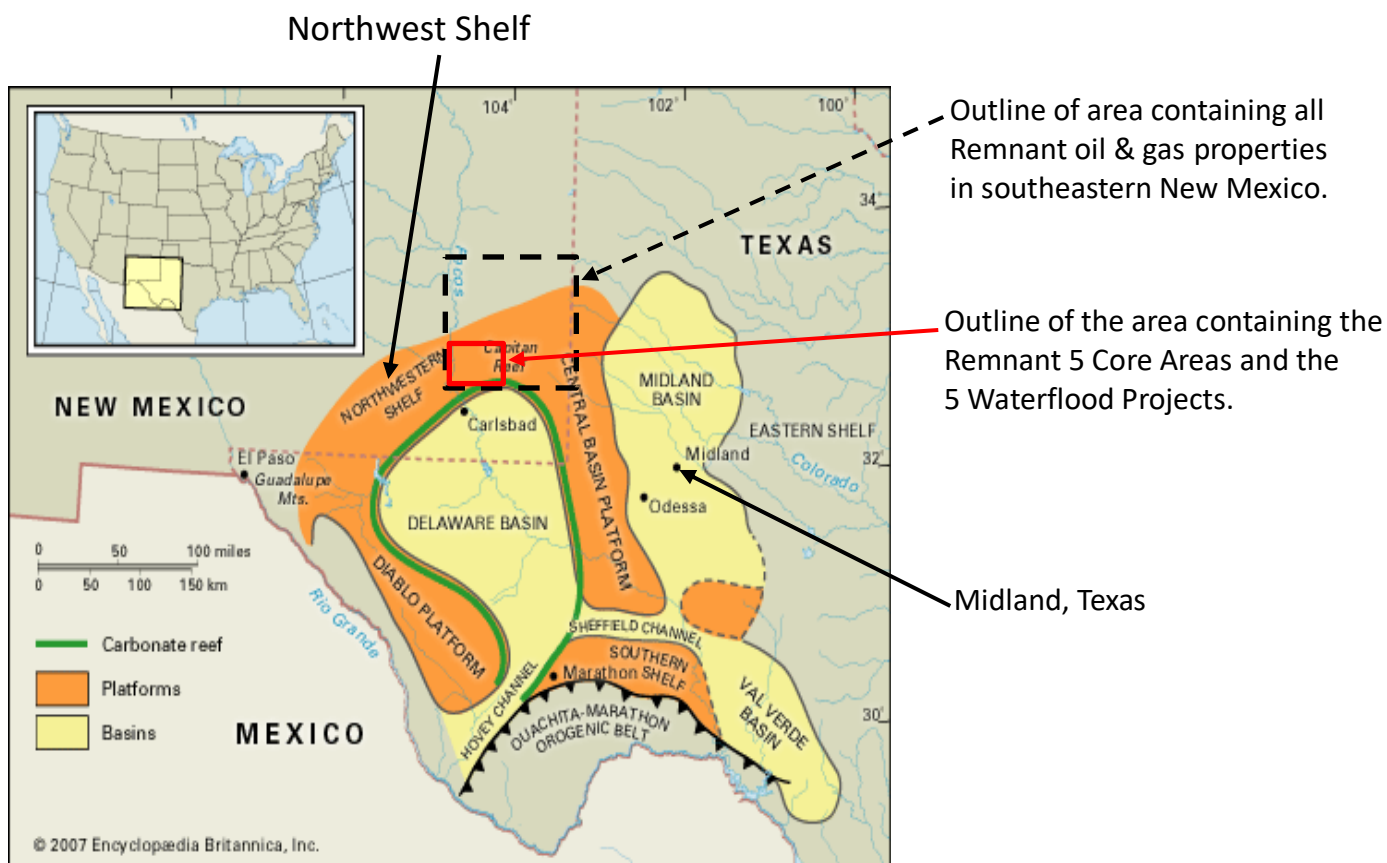 Northwest Shelf
104°
102°
100°
Outline of area containing all
Remnant oil & gas properties
in southeastern New Mexico.
34°
TEXAS
Pecos
Outline of the area containing the
Remnant 5 Core Areas and the
5 Waterflood Projects.
Capitan
Reef
NORTHWESTERN
SHELF
CENTRAL BASIN PLATFORM
MIDLAND
BASIN
NEW MEXICO
Carlsbad
EASTERN SHELF
El Paso
Guadalupe
Mts.
Midland
32°
Colorado
Odessa
DELAWARE BASIN
0 50 100 miles
0 50 100 150 km
DIABLO PLATFORM
Rio Grande
Midland, Texas
SHEFFIELD CHANNEL
Carbonate reef
SOUTHERN
SHELF
Marathon
Platforms
VAL VERDE
BASIN
30°
Basins
MEXICO
HOVEY CHANNEL
OUACHITA-MARATHON
OROGENIC BELT
© 2007 Encyclopædia Britannica, Inc.